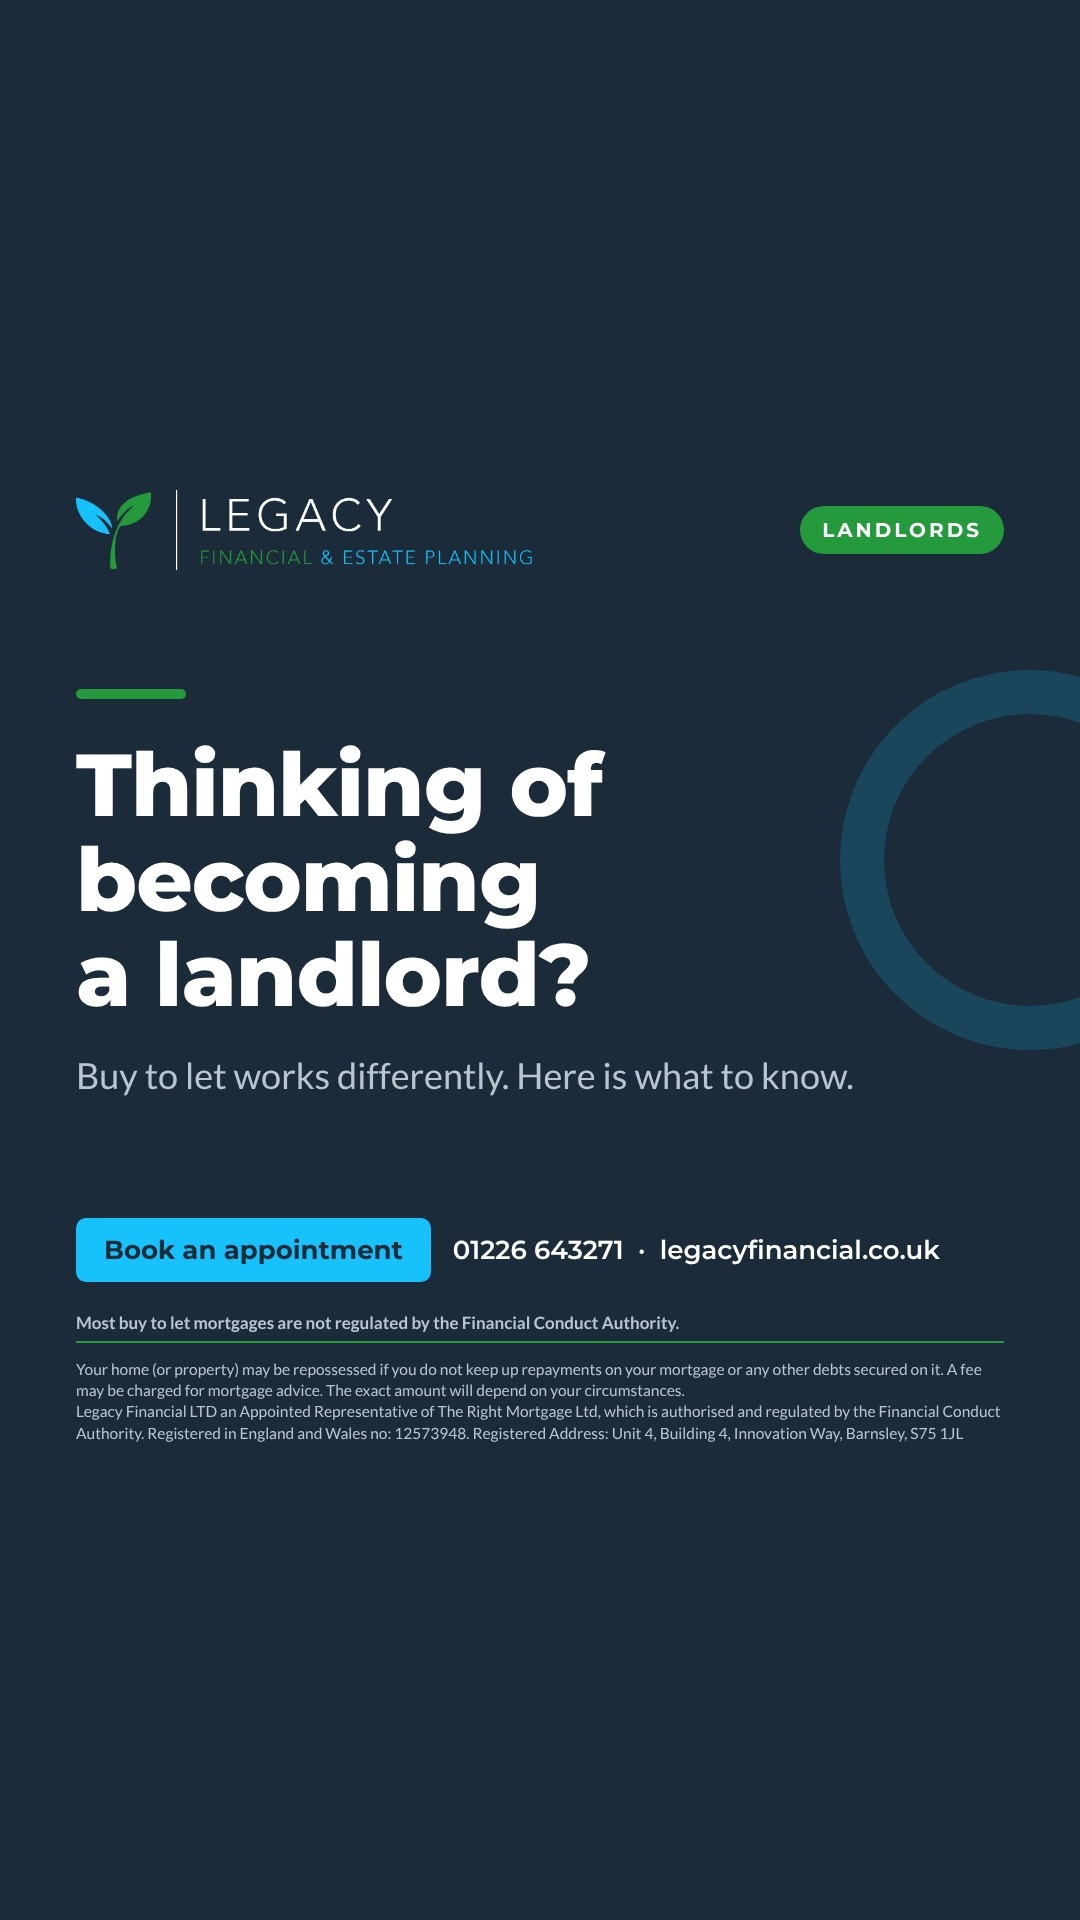 LEGACY
FINANCIAL & ESTATE PLANNING
LANDLORDS
Thinking of
becoming
a landlord?
Buy to let works differently. Here is what to know.
Book an appointment
01226 643271 · legacyfinancial.co.uk
Most buy to let mortgages are not regulated by the Financial Conduct Authority.
Your home (or property) may be repossessed if you do not keep up repayments on your mortgage or any other debts secured on it. A fee
may be charged for mortgage advice. The exact amount will depend on your circumstances.
Legacy Financial LTD an Appointed Representative of The Right Mortgage Ltd, which is authorised and regulated by the Financial Conduct
Authority. Registered in England and Wales no: 12573948. Registered Address: Unit 4, Building 4, Innovation Way, Barnsley, S75 1JL